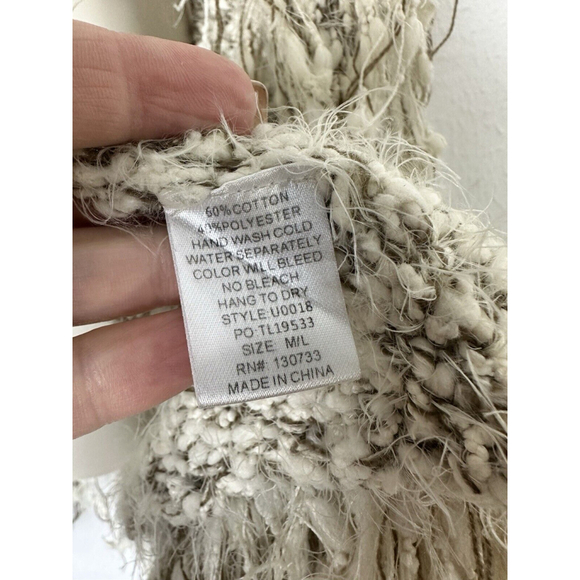 60%COTTON
40%POLYESTER
HAND WASH COLD
WATER SEPARATELY
COLOR WILL BLEED
NO BLEACH
HANG TO DRY
STYLE:U0018
PO:TL19533
SIZE: M/L
RN#: 130733
MADE IN CHINA